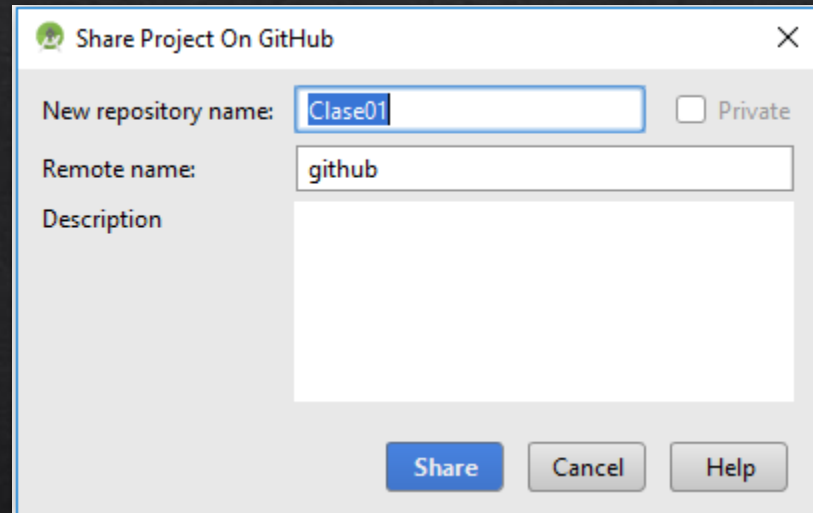 Share Project On GitHub
New repository name: Clase01 Private
Remote name: github
Description
Share Cancel Help